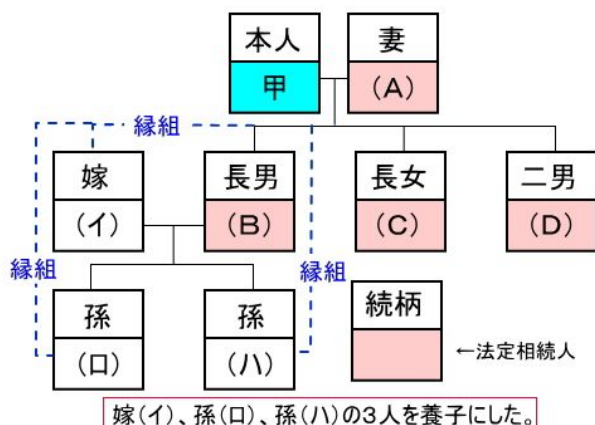 本人 妻
甲 (A)
縁組
嫁 長男 長女 二男
(イ) (B) (C) (D)
縁組 縁組
孫 孫 続柄
(ロ) (ハ) ←法定相続人
嫁(イ)、孫(ロ)、孫(ハ)の3人を養子にした。